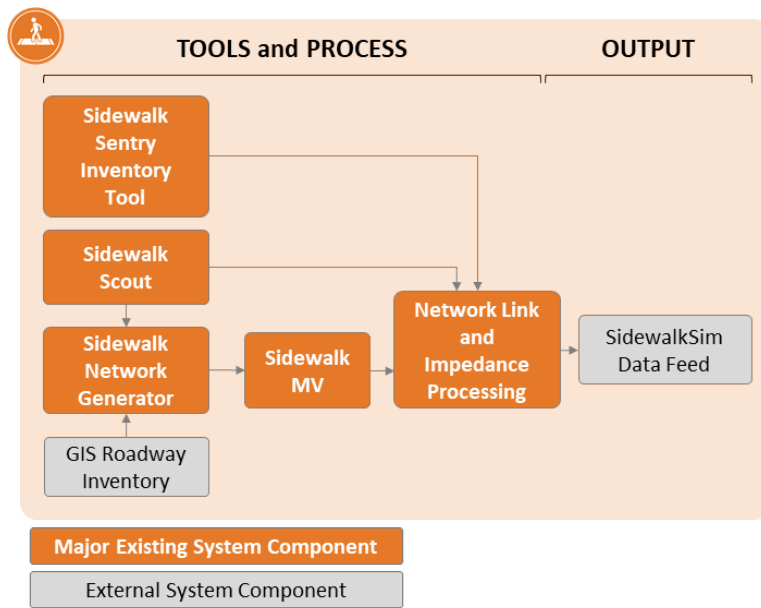 TOOLS and PROCESS
OUTPUT
Sidewalk
Sentry
Inventory
Tool
Sidewalk
Scout
Sidewalk
Network
Generator
GIS Roadway
Inventory
Sidewalk
MV
Network Link
and
Impedance
Processing
SidewalkSim
Data Feed
Major Existing System Component
External System Component